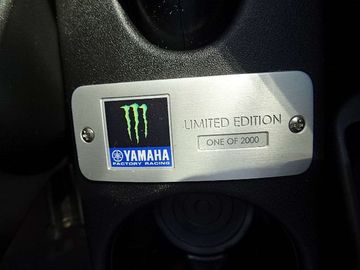 YAMAHA
FACTORY RACING
LIMITED EDITION
ONE OF 2000